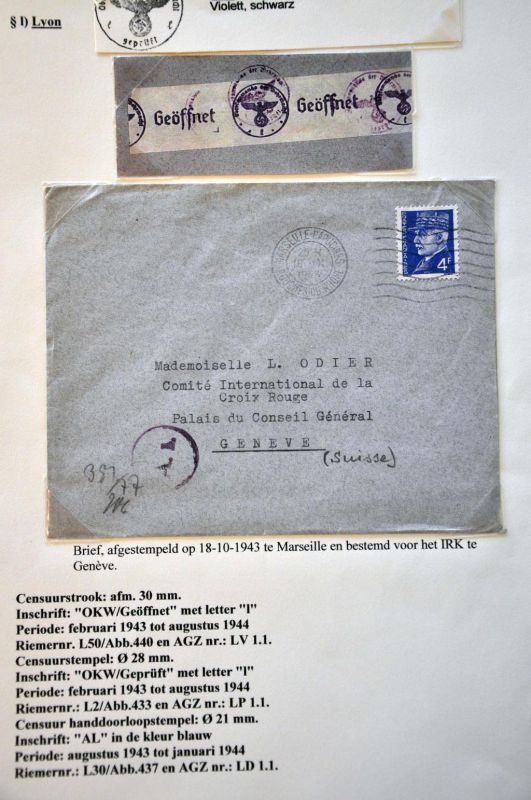 § l) Lyon
Violett, schwarz
geprüft
Geöffnet Geöffnet
4F
Mademoiselle L. ODIER
Comité International de la
Croix Rouge
Palais du Conseil Général
GENEVE
(Suisse)
Brief, afgestempeld op 18-10-1943 te Marseille en bestemd voor het IRK te
Genève.
Censuurstrook: afm. 30 mm.
Inschrift: "OKW/Geöffnet" met letter "l"
Periode: februari 1943 tot augustus 1944
Riemernr. L50/Abb.440 en AGZ nr.: LV 1.1.
Censuurstempel: Ø 28 mm.
Inschrift: "OKW/Geprüft" met letter "l"
Periode: februari 1943 tot augustus 1944
Riemernr.: L2/Abb.433 en AGZ nr.: LP 1.1.
Censuur handdoorloopstempel: Ø 21 mm.
Inschrift: "AL" in de kleur blauw
Periode: augustus 1943 tot januari 1944
Riemernr.: L30/Abb.437 en AGZ nr.: LD 1.1.